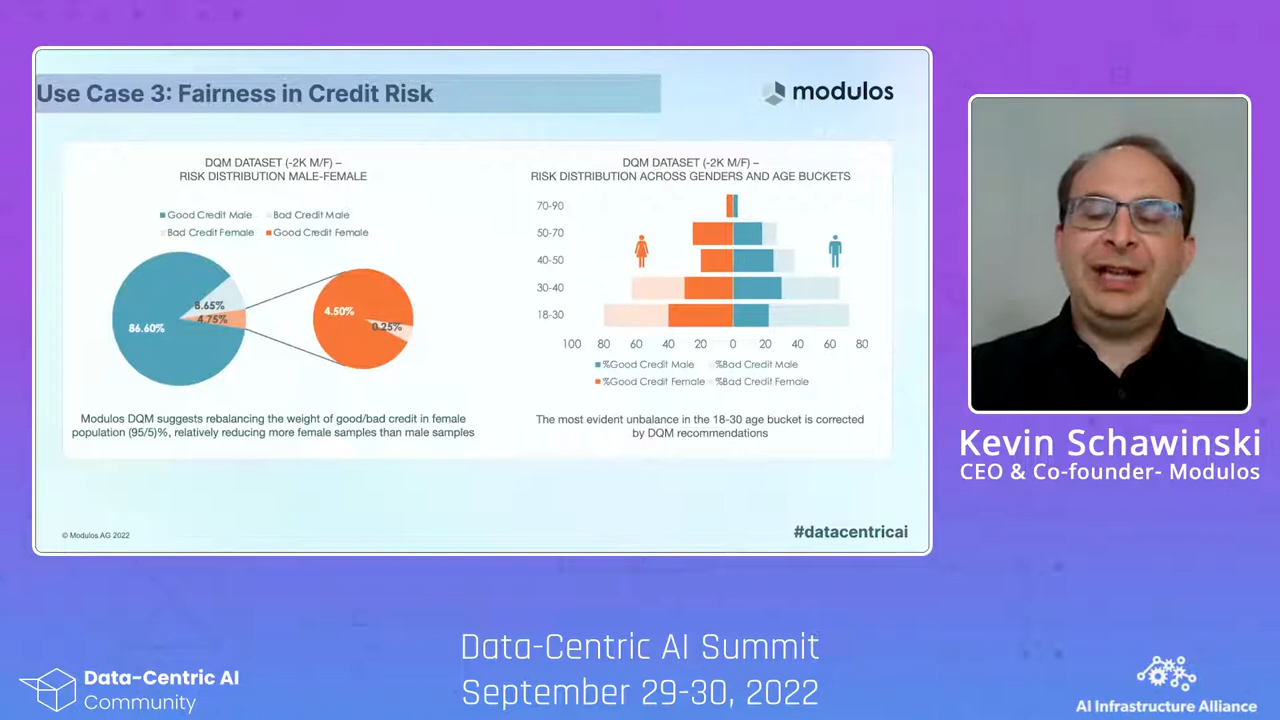 Use Case 3: Fairness in Credit Risk
modulos
DQM DATASET (-2K M/F) –
RISK DISTRIBUTION MALE-FEMALE
Good Credit Male Bad Credit Male
Bad Credit Female Good Credit Female
8.65%
4.75%
86.60%
4.50%
0.25%
Modulos DQM suggests rebalancing the weight of good/bad credit in female
population (95/5)%, relatively reducing more female samples than male samples
DQM DATASET (-2K M/F) –
RISK DISTRIBUTION ACROSS GENDERS AND AGE BUCKETS
70-90
50-70
40-50
30-40
18-30
100 80 60 40 20 0 20 40 60 80
%Good Credit Male %Bad Credit Male
%Good Credit Female %Bad Credit Female
The most evident unbalance in the 18-30 age bucket is corrected
by DQM recommendations
© Modulos AG 2022
#datacentricai
Kevin Schawinski
CEO & Co-founder- Modulos
Data-Centric AI Summit
September 29-30, 2022
Data-Centric AI
Community
AI Infrastructure Alliance